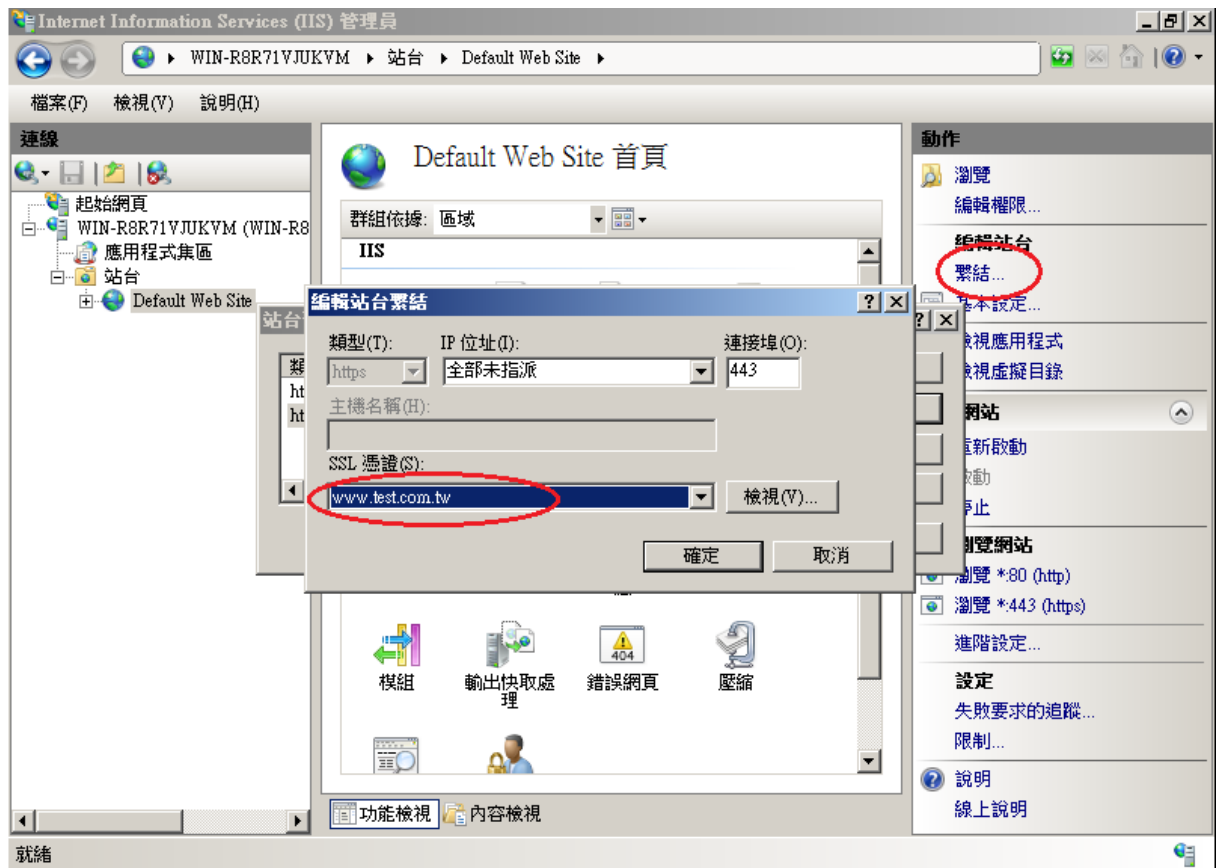 Internet Information Services (IIS) 管理員
WIN-R8R71VJUKVM ▸ 站台 ▸ Default Web Site ▸
檔案(F) 檢視(V) 說明(H)
連線
起始網頁
WIN-R8R71VJUKVM (WIN-R8
應用程式集區
站台
Default Web Site
Default Web Site 首頁
群組依據: 區域
IIS
站台
類
ht
ht
編輯站台繫結
類型(T): IP 位址(I): 連接埠(O):
https 全部未指派 443
主機名稱(H):
SSL 憑證(S):
www.test.com.tw 檢視(V)...
確定 取消
模組 輸出快取處理 錯誤網頁 壓縮
404
功能檢視 內容檢視
動作
瀏覽
編輯權限...
編輯站台
繫結...
基本設定...
檢視應用程式
檢視虛擬目錄
網站
重新啟動
啟動
停止
瀏覽網站
瀏覽 *:80 (http)
瀏覽 *:443 (https)
進階設定...
設定
失敗要求的追蹤...
限制...
說明
線上說明
就緒